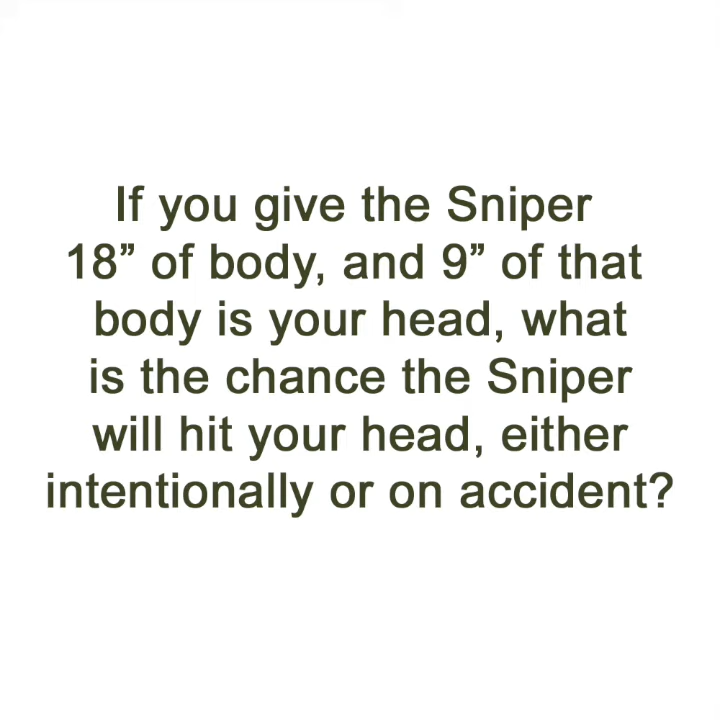 If you give the Sniper
18” of body, and 9” of that
body is your head, what
is the chance the Sniper
will hit your head, either
intentionally or on accident?